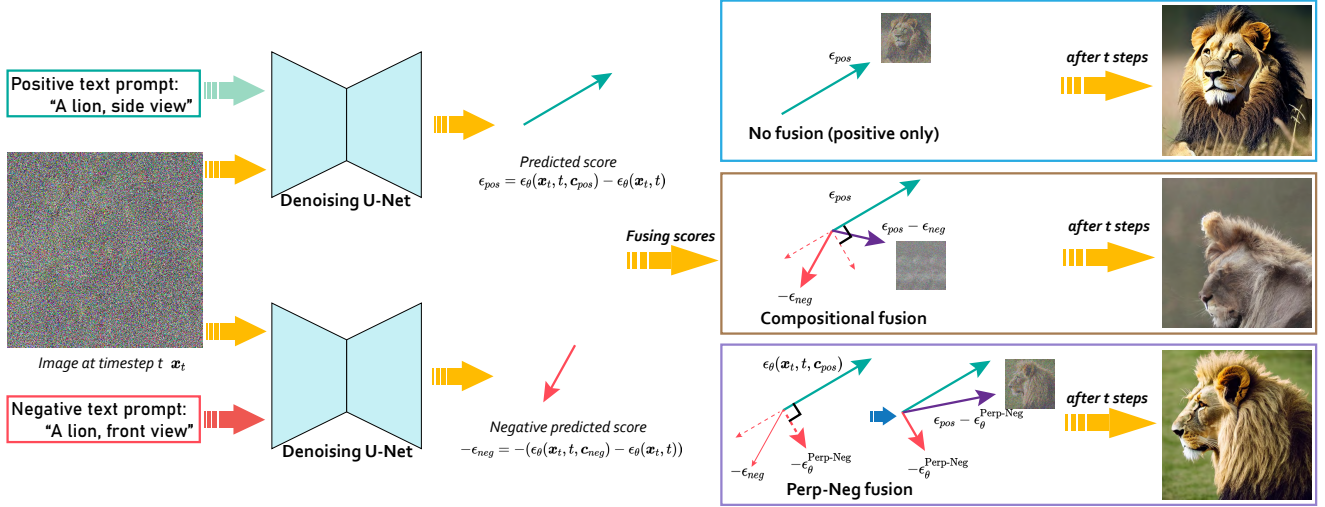 Positive text prompt:
"A lion, side view"
Denoising U-Net
Predicted score
ϵ_pos = ϵ_θ(𝒙_t, t, 𝒄_pos) − ϵ_θ(𝒙_t, t)
Image at timestep t 𝒙_t
Negative text prompt:
"A lion, front view"
Denoising U-Net
Negative predicted score
−ϵ_neg = −(ϵ_θ(𝒙_t, t, 𝒄_neg) − ϵ_θ(𝒙_t, t))
Fusing scores
ϵ_pos
No fusion (positive only)
after t steps
ϵ_pos
ϵ_pos − ϵ_neg
−ϵ_neg
Compositional fusion
after t steps
ϵ_θ(𝒙_t, t, 𝒄_pos)
−ϵ_neg
−ϵ_θ^Perp-Neg
ϵ_pos − ϵ_θ^Perp-Neg
−ϵ_θ^Perp-Neg
Perp-Neg fusion
after t steps